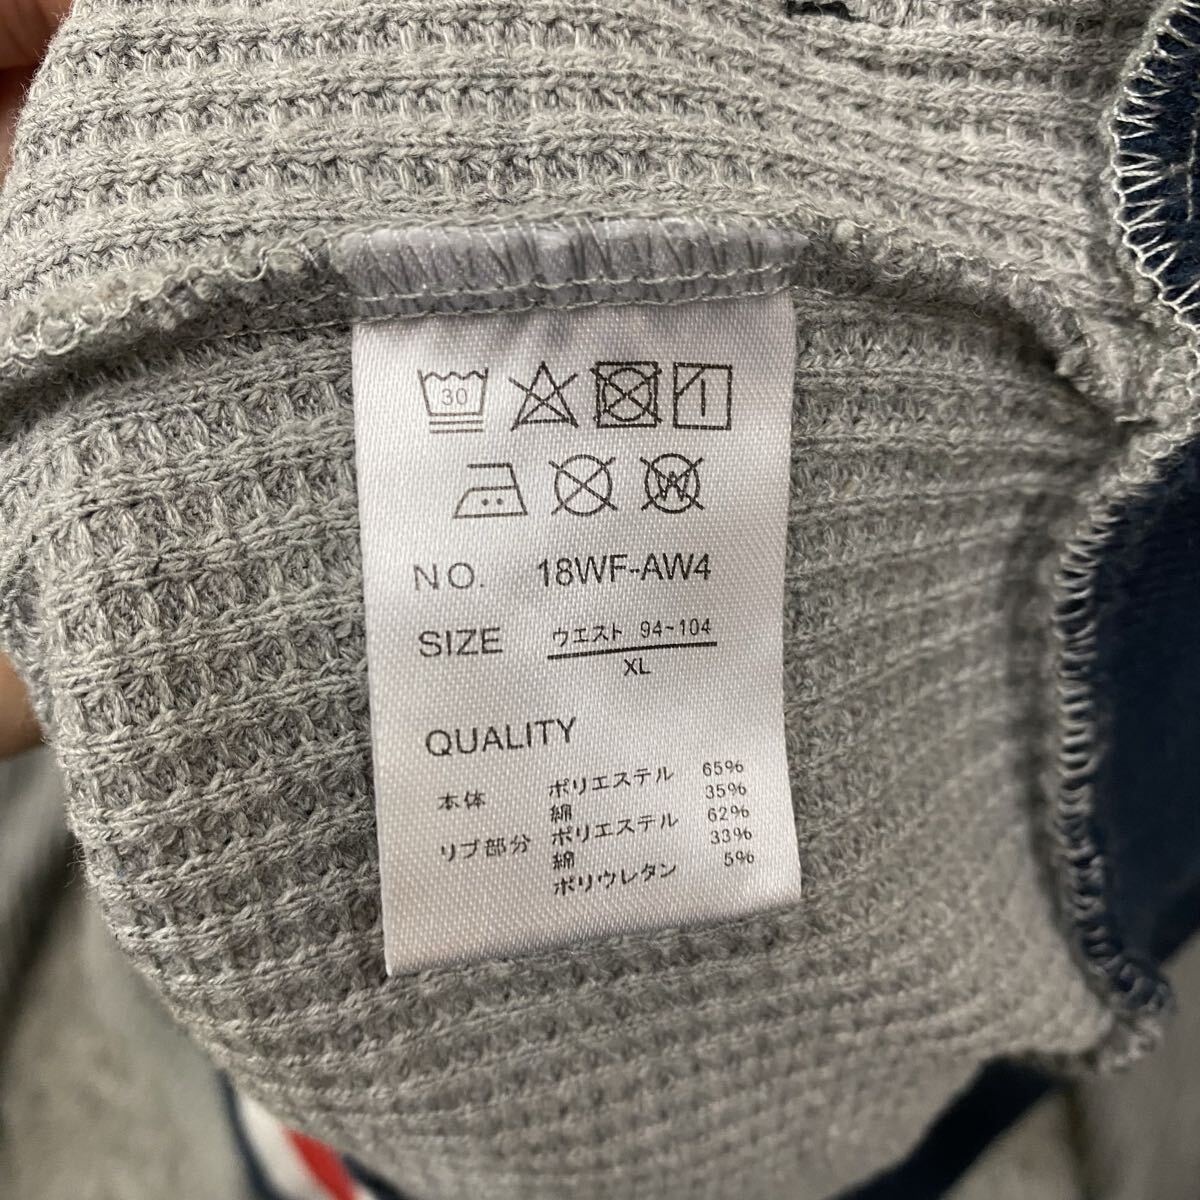 30
W
NO. 18WF-AW4
SIZE ウエスト 94~104
XL
QUALITY
本体 ポリエステル 65%
綿 35%
リブ部分 ポリエステル 62%
綿 33%
ポリウレタン 5%